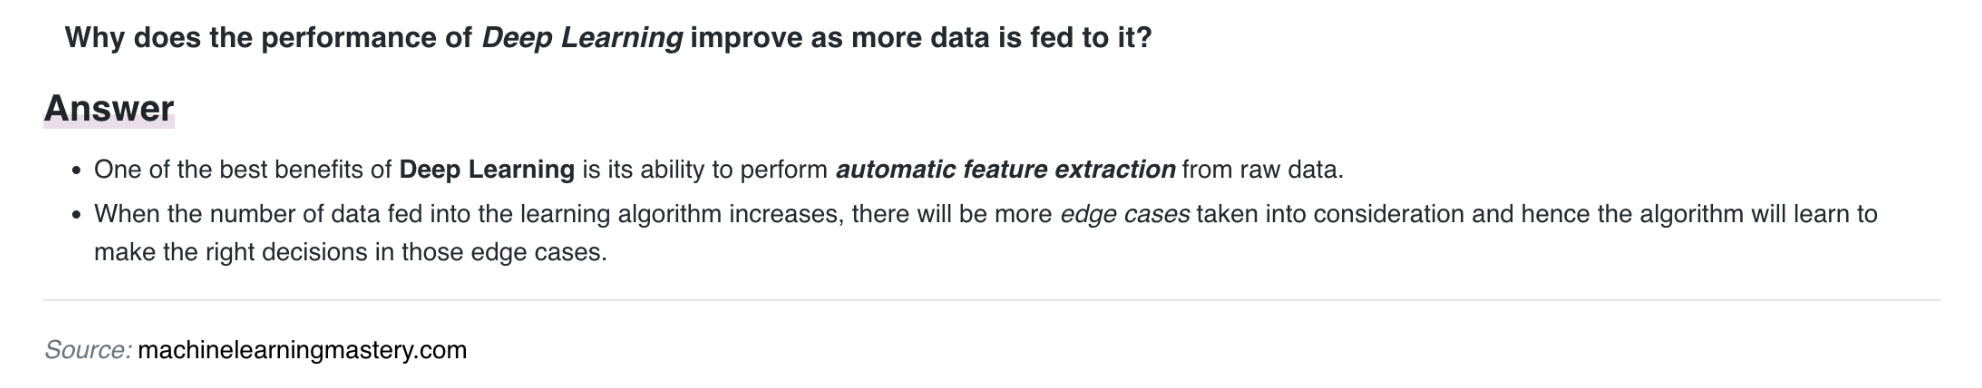 Why does the performance of Deep Learning improve as more data is fed to it?
Answer
• One of the best benefits of Deep Learning is its ability to perform automatic feature extraction from raw data.
• When the number of data fed into the learning algorithm increases, there will be more edge cases taken into consideration and hence the algorithm will learn to
make the right decisions in those edge cases.
Source: machinelearningmastery.com